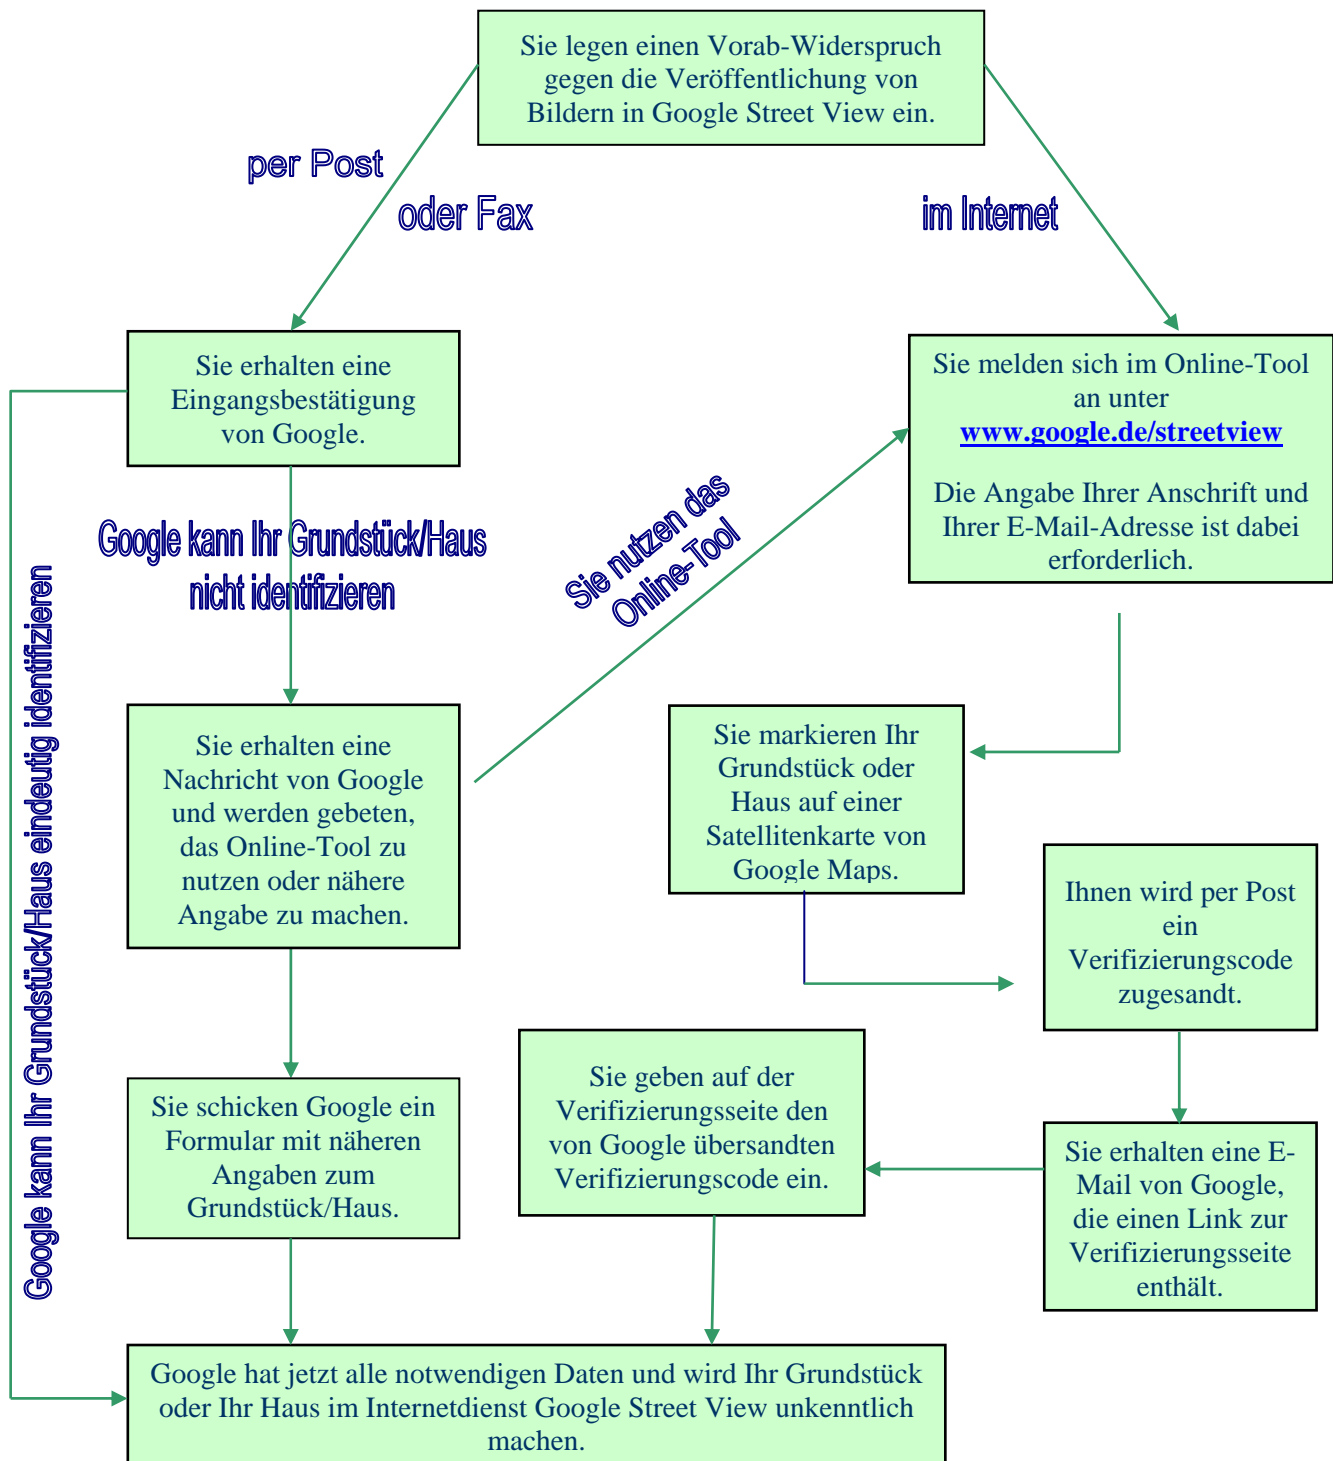 Sie legen einen Vorab-Widerspruch
gegen die Veröffentlichung von
Bildern in Google Street View ein.
per Post
oder Fax
im Internet
Sie erhalten eine
Eingangsbestätigung
von Google.
Sie melden sich im Online-Tool
an unter
www.google.de/streetview
Die Angabe Ihrer Anschrift und
Ihrer E-Mail-Adresse ist dabei
erforderlich.
Google kann Ihr Grundstück/Haus
nicht identifizieren
Sie nutzen das
Online-Tool
Google kann Ihr Grundstück/Haus eindeutig identifizieren
Sie erhalten eine
Nachricht von Google
und werden gebeten,
das Online-Tool zu
nutzen oder nähere
Angabe zu machen.
Sie markieren Ihr
Grundstück oder
Haus auf einer
Satellitenkarte von
Google Maps.
Ihnen wird per Post
ein
Verifizierungscode
zugesandt.
Sie geben auf der
Verifizierungsseite den
von Google übersandten
Verifizierungscode ein.
Sie schicken Google ein
Formular mit näheren
Angaben zum
Grundstück/Haus.
Sie erhalten eine E-
Mail von Google,
die einen Link zur
Verifizierungsseite
enthält.
Google hat jetzt alle notwendigen Daten und wird Ihr Grundstück
oder Ihr Haus im Internetdienst Google Street View unkenntlich
machen.